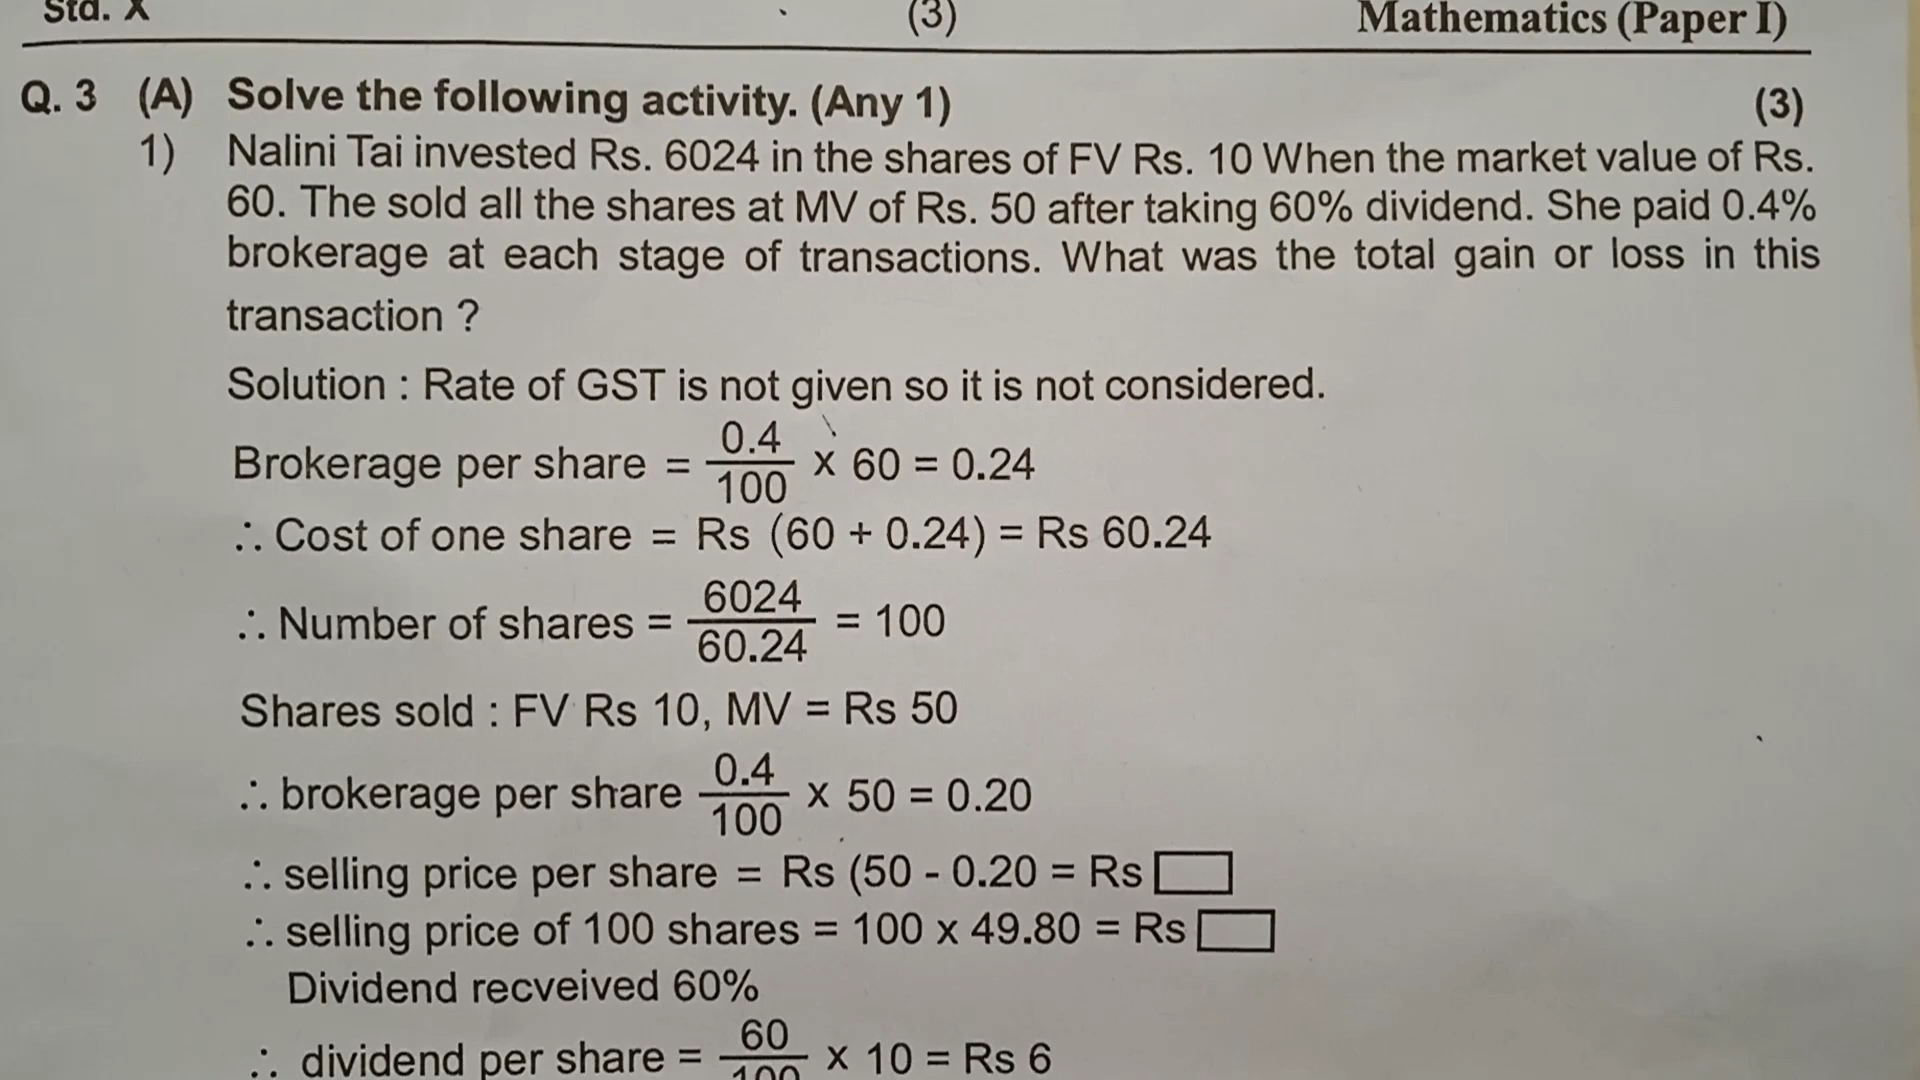 Std. X (3) Mathematics (Paper I)
Q. 3 (A) Solve the following activity. (Any 1) (3)
1) Nalini Tai invested Rs. 6024 in the shares of FV Rs. 10 When the market value of Rs.
60. The sold all the shares at MV of Rs. 50 after taking 60% dividend. She paid 0.4%
brokerage at each stage of transactions. What was the total gain or loss in this
transaction ?
Solution : Rate of GST is not given so it is not considered.
Brokerage per share = 0.4/100 x 60 = 0.24
∴ Cost of one share = Rs (60 + 0.24) = Rs 60.24
∴ Number of shares = 6024/60.24 = 100
Shares sold : FV Rs 10, MV = Rs 50
∴ brokerage per share 0.4/100 x 50 = 0.20
∴ selling price per share = Rs (50 - 0.20 = Rs
∴ selling price of 100 shares = 100 x 49.80 = Rs
Dividend recveived 60%
∴ dividend per share = 60/100 x 10 = Rs 6